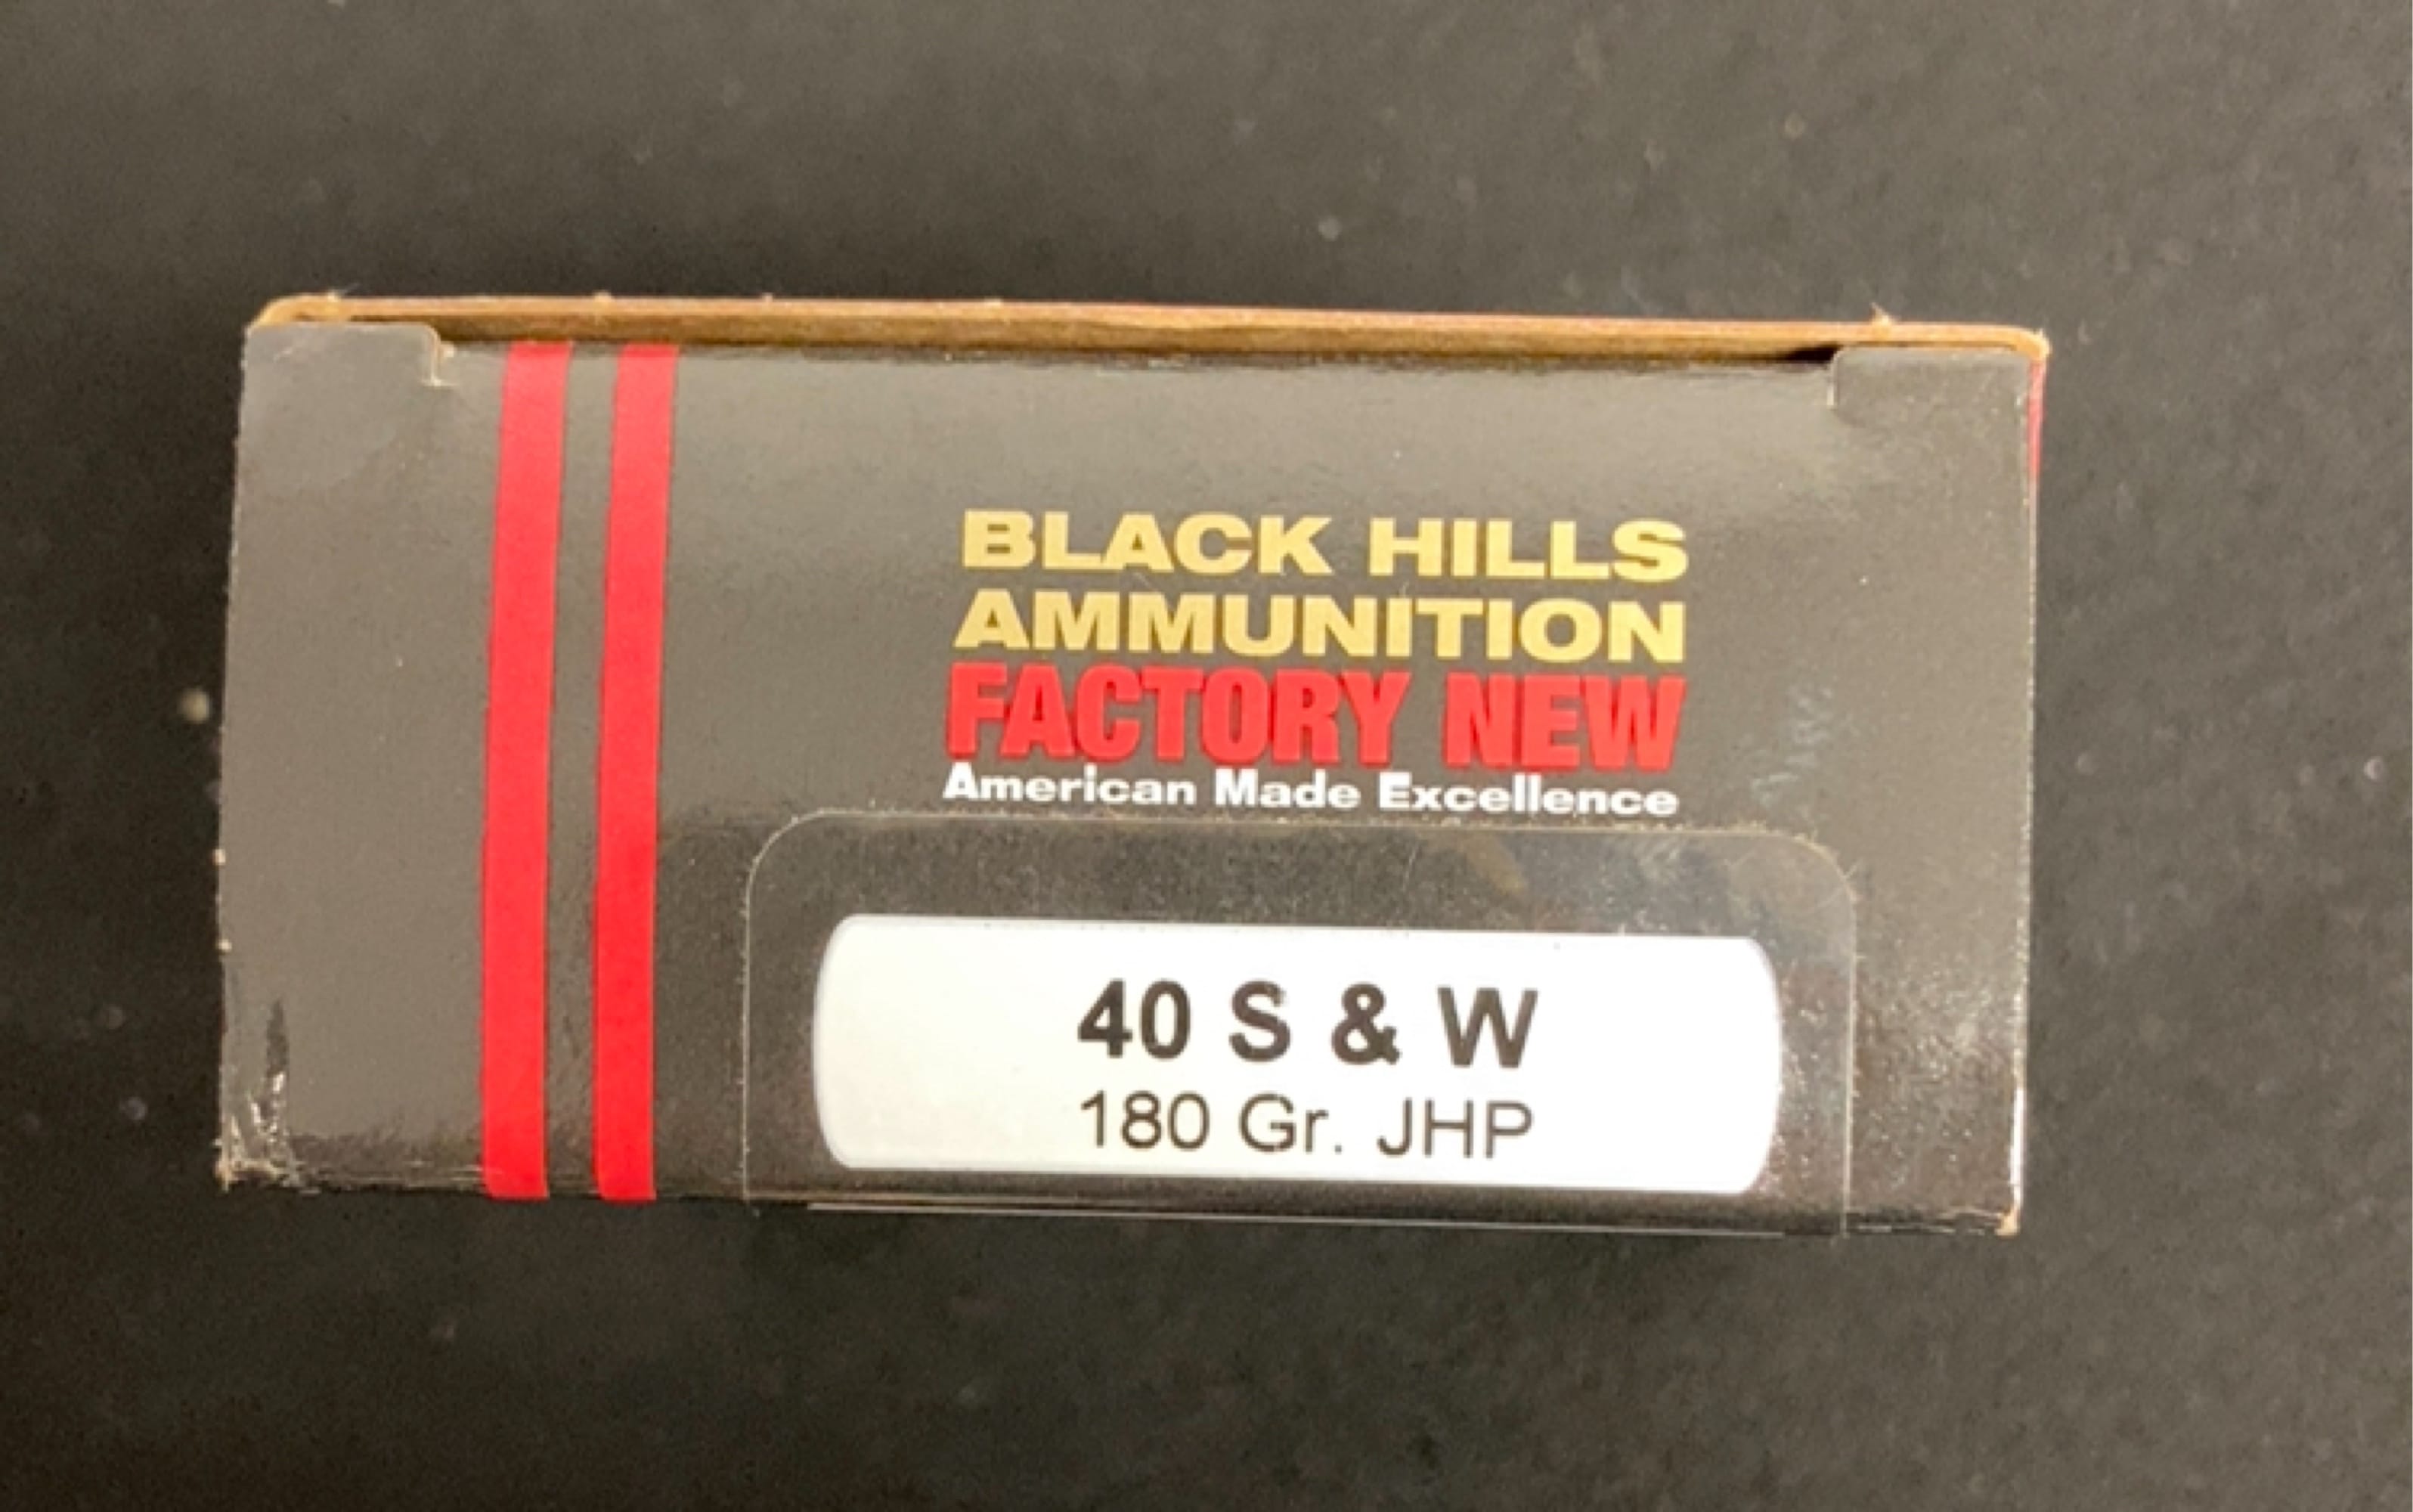 BLACK HILLS
AMMUNITION
FACTORY NEW
American Made Excellence
40 S & W
180 Gr. JHP